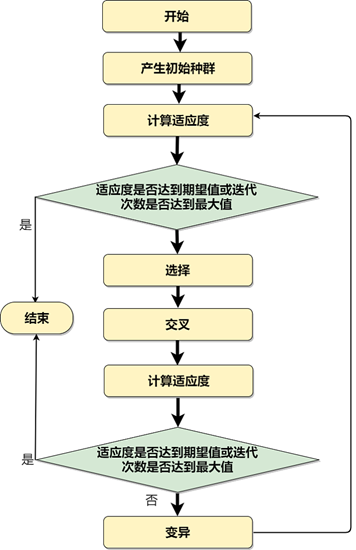 开始
产生初始种群
计算适应度
适应度是否达到期望值或迭代
次数是否达到最大值
是
选择
结束
交叉
计算适应度
适应度是否达到期望值或迭代
次数是否达到最大值
是
否
变异